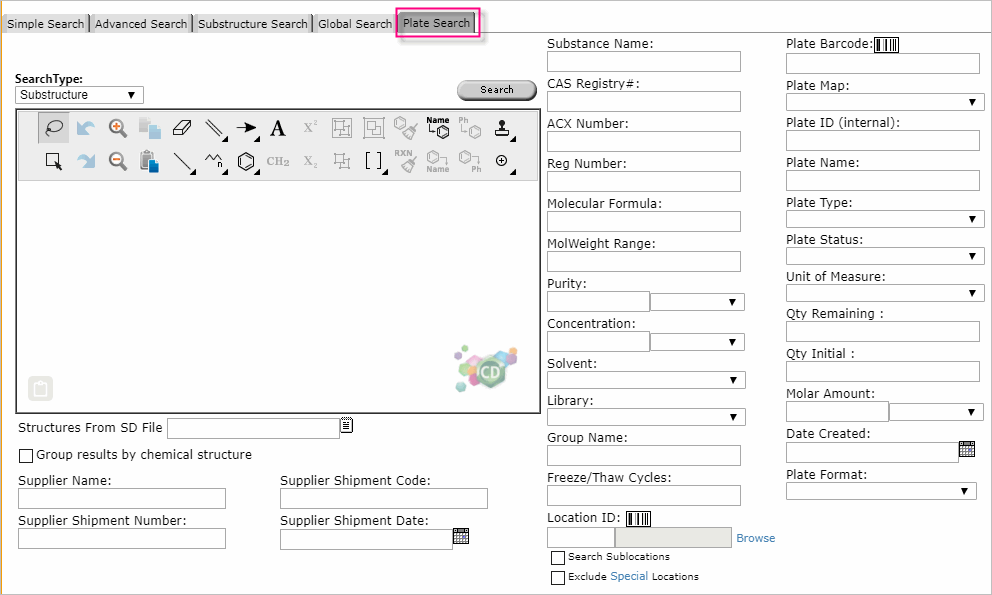 Simple Search
Advanced Search
Substructure Search
Global Search
Plate Search
SearchType:
Substructure
Search
A
X²
Name
Ph
n
CH2
X₂
[ ]
RXN
Name
Ph
CD
Structures From SD File
Group results by chemical structure
Supplier Name:
Supplier Shipment Code:
Supplier Shipment Number:
Supplier Shipment Date:
Substance Name:
CAS Registry#:
ACX Number:
Reg Number:
Molecular Formula:
MolWeight Range:
Purity:
Concentration:
Solvent:
Library:
Group Name:
Freeze/Thaw Cycles:
Location ID:
Browse
Search Sublocations
Exclude Special Locations
Plate Barcode:
Plate Map:
Plate ID (internal):
Plate Name:
Plate Type:
Plate Status:
Unit of Measure:
Qty Remaining :
Qty Initial :
Molar Amount:
Date Created:
Plate Format: